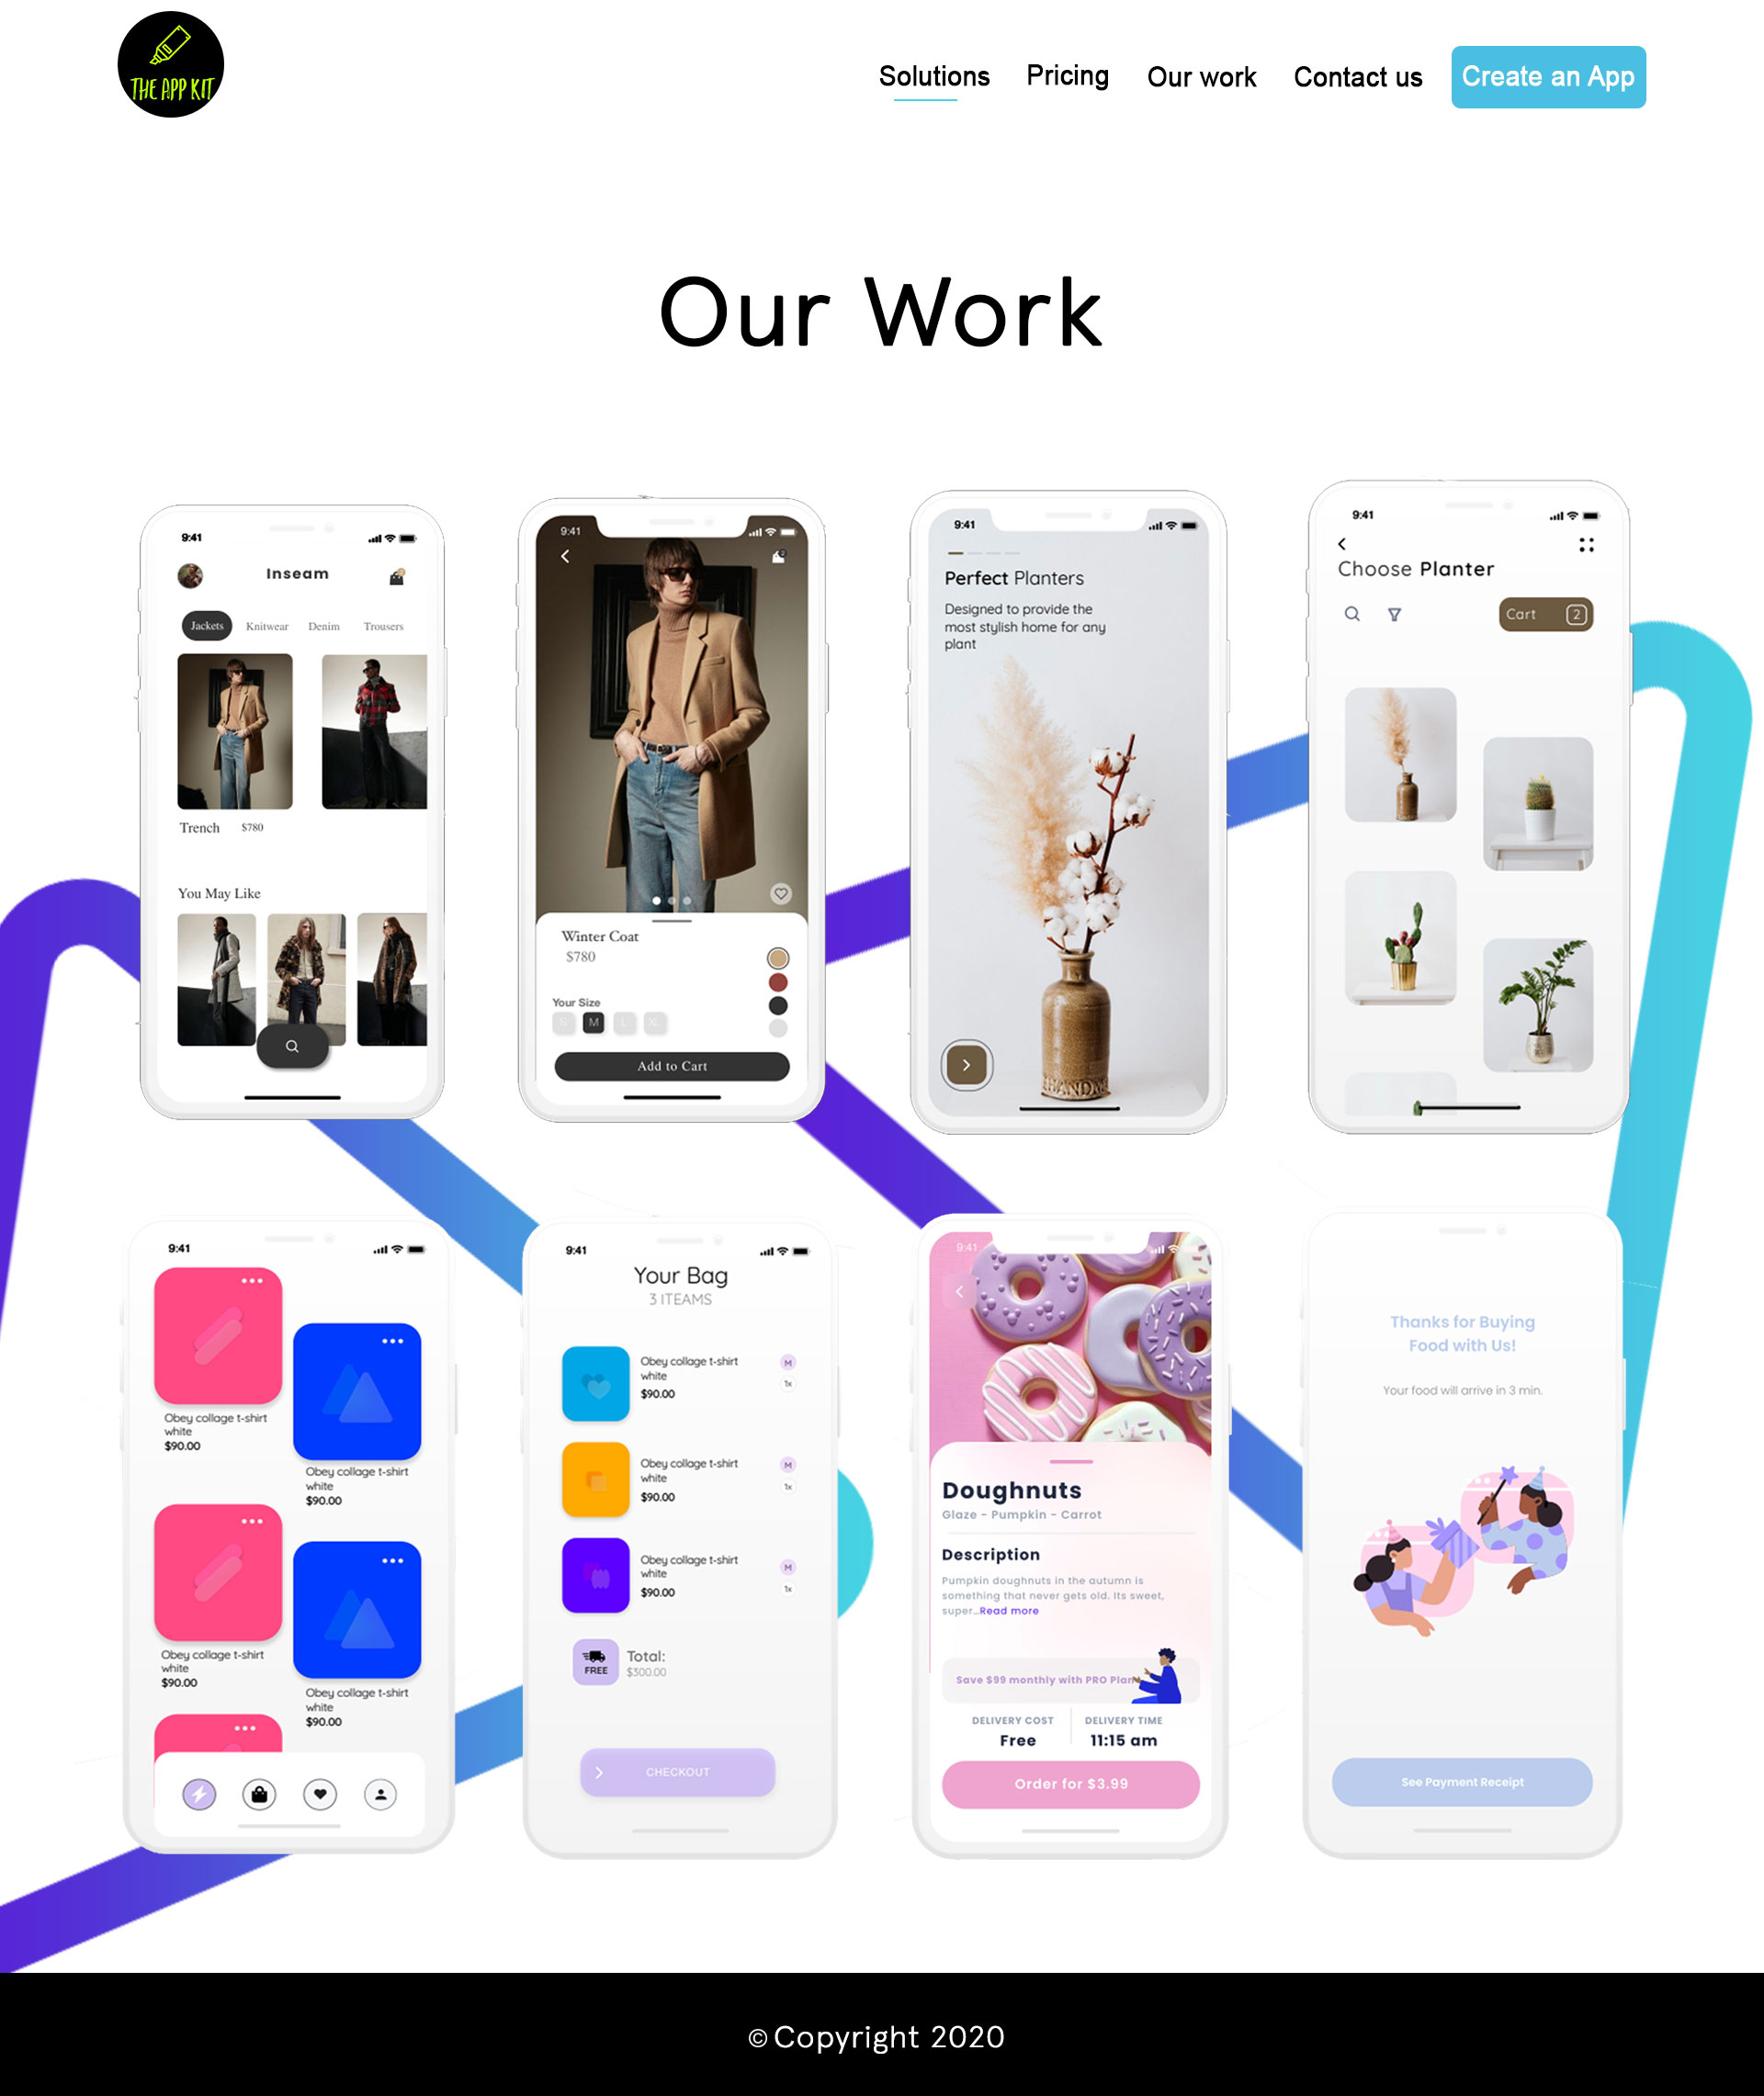 THE APP KIT
Solutions
Pricing
Our work
Contact us
Create an App
Our Work
9:41
Inseam
Jackets
Knitwear
Denim
Trousers
Trench
$780
You May Like
9:41
Winter Coat
$780
Your Size
S
M
L
XL
Add to Cart
9:41
Perfect Planters
Designed to provide the
most stylish home for any
plant
HANDM
9:41
Choose Planter
Cart
2
9:41
Obey collage t-shirt
white
$90.00
Obey collage t-shirt
white
$90.00
Obey collage t-shirt
white
$90.00
Obey collage t-shirt
white
$90.00
9:41
Your Bag
3 ITEAMS
Obey collage t-shirt
white
$90.00
M
1x
Obey collage t-shirt
white
$90.00
M
1x
Obey collage t-shirt
white
$90.00
M
1x
FREE
Total:
$300.00
CHECKOUT
9:41
Doughnuts
Glaze - Pumpkin - Carrot
Description
Pumpkin doughnuts in the autumn is
something that never gets old. Its sweet,
super...Read more
Save $99 monthly with PRO Plan
DELIVERY COST
Free
DELIVERY TIME
11:15 am
Order for $3.99
Thanks for Buying
Food with Us!
Your food will arrive in 3 min.
See Payment Receipt
© Copyright 2020